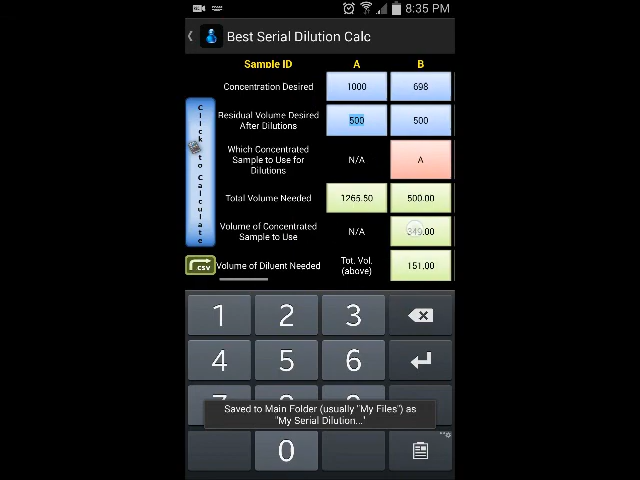 8:35 PM
Best Serial Dilution Calc
Sample ID A B
Concentration Desired 1000 698
Residual Volume Desired After Dilutions 500 500
Which Concentrated Sample to Use for Dilutions N/A A
Total Volume Needed 1265.50 500.00
Volume of Concentrated Sample to Use N/A 349.00
Volume of Diluent Needed Tot. Vol. (above) 151.00
Click to Calculate
csv
1 2 3
4 5 6
Saved to Main Folder (usually "My Files") as
"My Serial Dilution..."
0